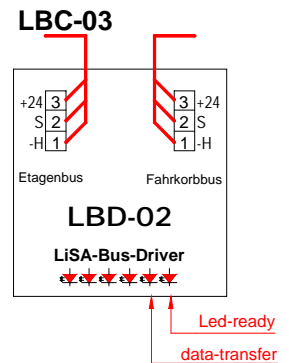 LBC-03
+24 3 3 +24
S 2 2 S
-H 1 1 -H
Etagenbus Fahrkorbbus
LBD-02
LiSA-Bus-Driver
Led-ready
data-transfer